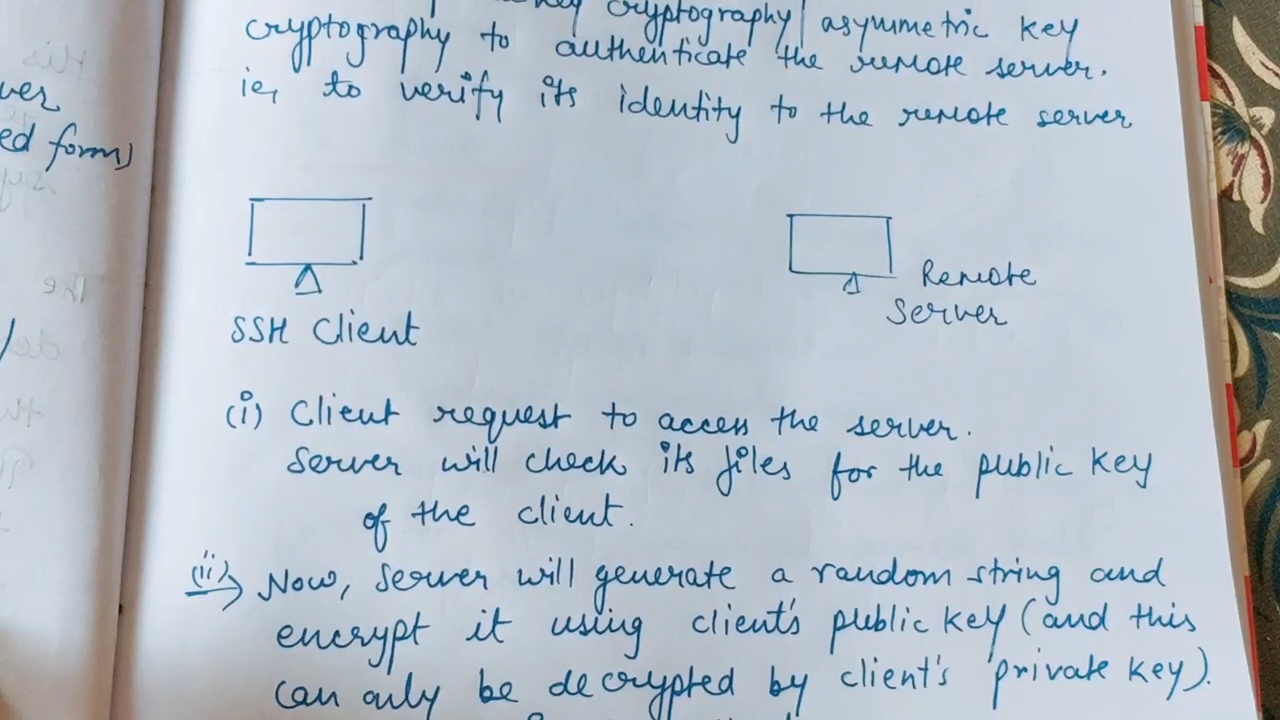 cryptography/asymmetric key
cryptography to authenticate the remote server.
ie, to verify its identity to the remote server
ver
ed form)
SSH Client
Remote
Server
(i) Client request to access the server.
Server will check its files for the public key
of the client.
(ii) Now, server will generate a random string and
encrypt it using client's public key (and this
can only be decrypted by client's private key).